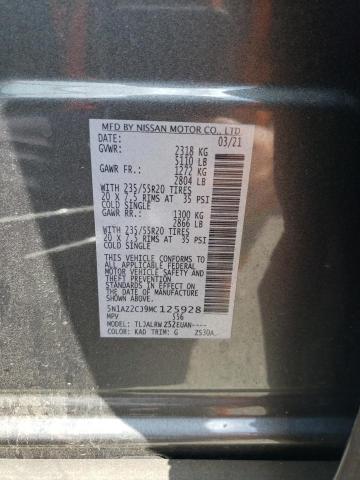 MFD BY NISSAN MOTOR CO., LTD
DATE: 03/21
GVWR: 2318 KG
5110 LB
GAWR FR: 1272 KG
2804 LB
WITH 235/55R20 TIRES
20 X 7.5 RIMS AT 35 PSI
COLD SINGLE
GAWR RR: 1300 KG
2866 LB
WITH 235/55R20 TIRES
20 X 7.5 RIMS AT 35 PSI
COLD SINGLE
THIS VEHICLE CONFORMS TO
ALL APPLICABLE FEDERAL
MOTOR VEHICLE SAFETY AND
THEFT PREVENTION
STANDARDS IN EFFECT ON
THE DATE OF MANUFACTURE
SHOWN ABOVE
5N1AZ2CJ9MC125928
MPV S56
MODEL: TLJALRWZ52EUAN----
COLOR: KAD TRIM: G ZS30A